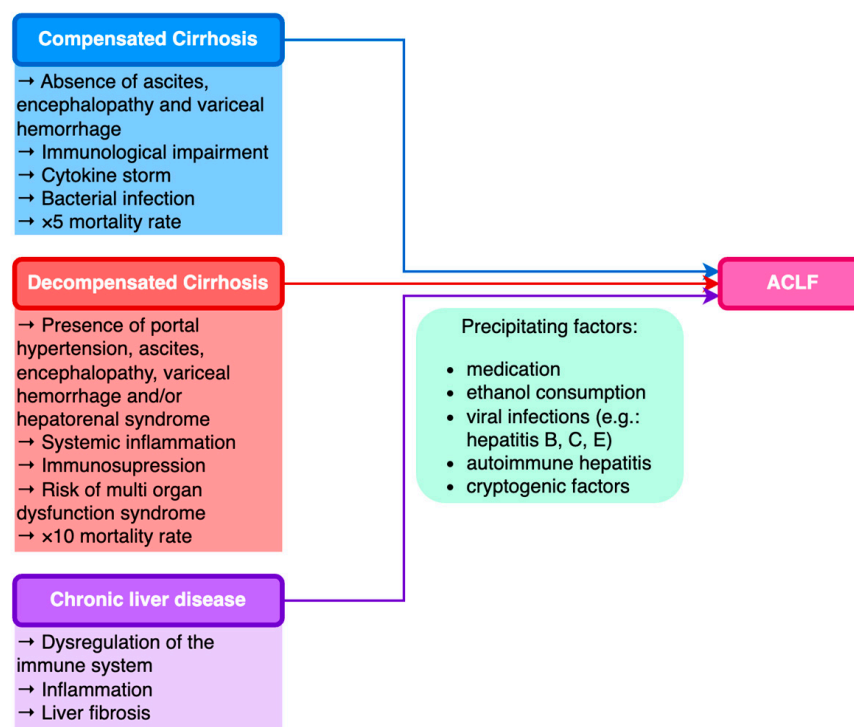 Compensated Cirrhosis
→ Absence of ascites,
encephalopathy and variceal
hemorrhage
→ Immunological impairment
→ Cytokine storm
→ Bacterial infection
→ ×5 mortality rate
Decompensated Cirrhosis
→ Presence of portal
hypertension, ascites,
encephalopathy, variceal
hemorrhage and/or
hepatorenal syndrome
→ Systemic inflammation
→ Immunosupression
→ Risk of multi organ
dysfunction syndrome
→ ×10 mortality rate
Chronic liver disease
→ Dysregulation of the
immune system
→ Inflammation
→ Liver fibrosis
Precipitating factors:
• medication
• ethanol consumption
• viral infections (e.g.:
hepatitis B, C, E)
• autoimmune hepatitis
• cryptogenic factors
ACLF